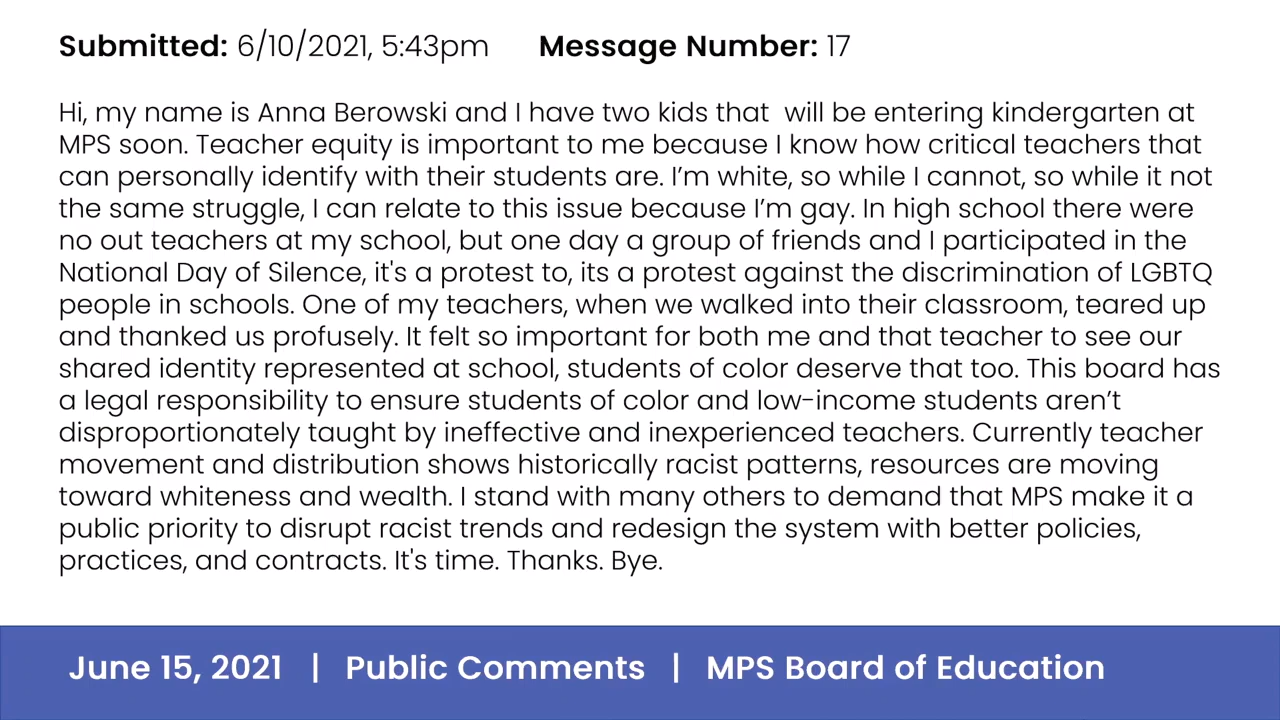 Submitted: 6/10/2021, 5:43pm Message Number: 17
Hi, my name is Anna Berowski and I have two kids that  will be entering kindergarten at
MPS soon. Teacher equity is important to me because I know how critical teachers that
can personally identify with their students are. I’m white, so while I cannot, so while it not
the same struggle, I can relate to this issue because I’m gay. In high school there were
no out teachers at my school, but one day a group of friends and I participated in the
National Day of Silence, it's a protest to, its a protest against the discrimination of LGBTQ
people in schools. One of my teachers, when we walked into their classroom, teared up
and thanked us profusely. It felt so important for both me and that teacher to see our
shared identity represented at school, students of color deserve that too. This board has
a legal responsibility to ensure students of color and low-income students aren’t
disproportionately taught by ineffective and inexperienced teachers. Currently teacher
movement and distribution shows historically racist patterns, resources are moving
toward whiteness and wealth. I stand with many others to demand that MPS make it a
public priority to disrupt racist trends and redesign the system with better policies,
practices, and contracts. It's time. Thanks. Bye.
June 15, 2021 | Public Comments | MPS Board of Education